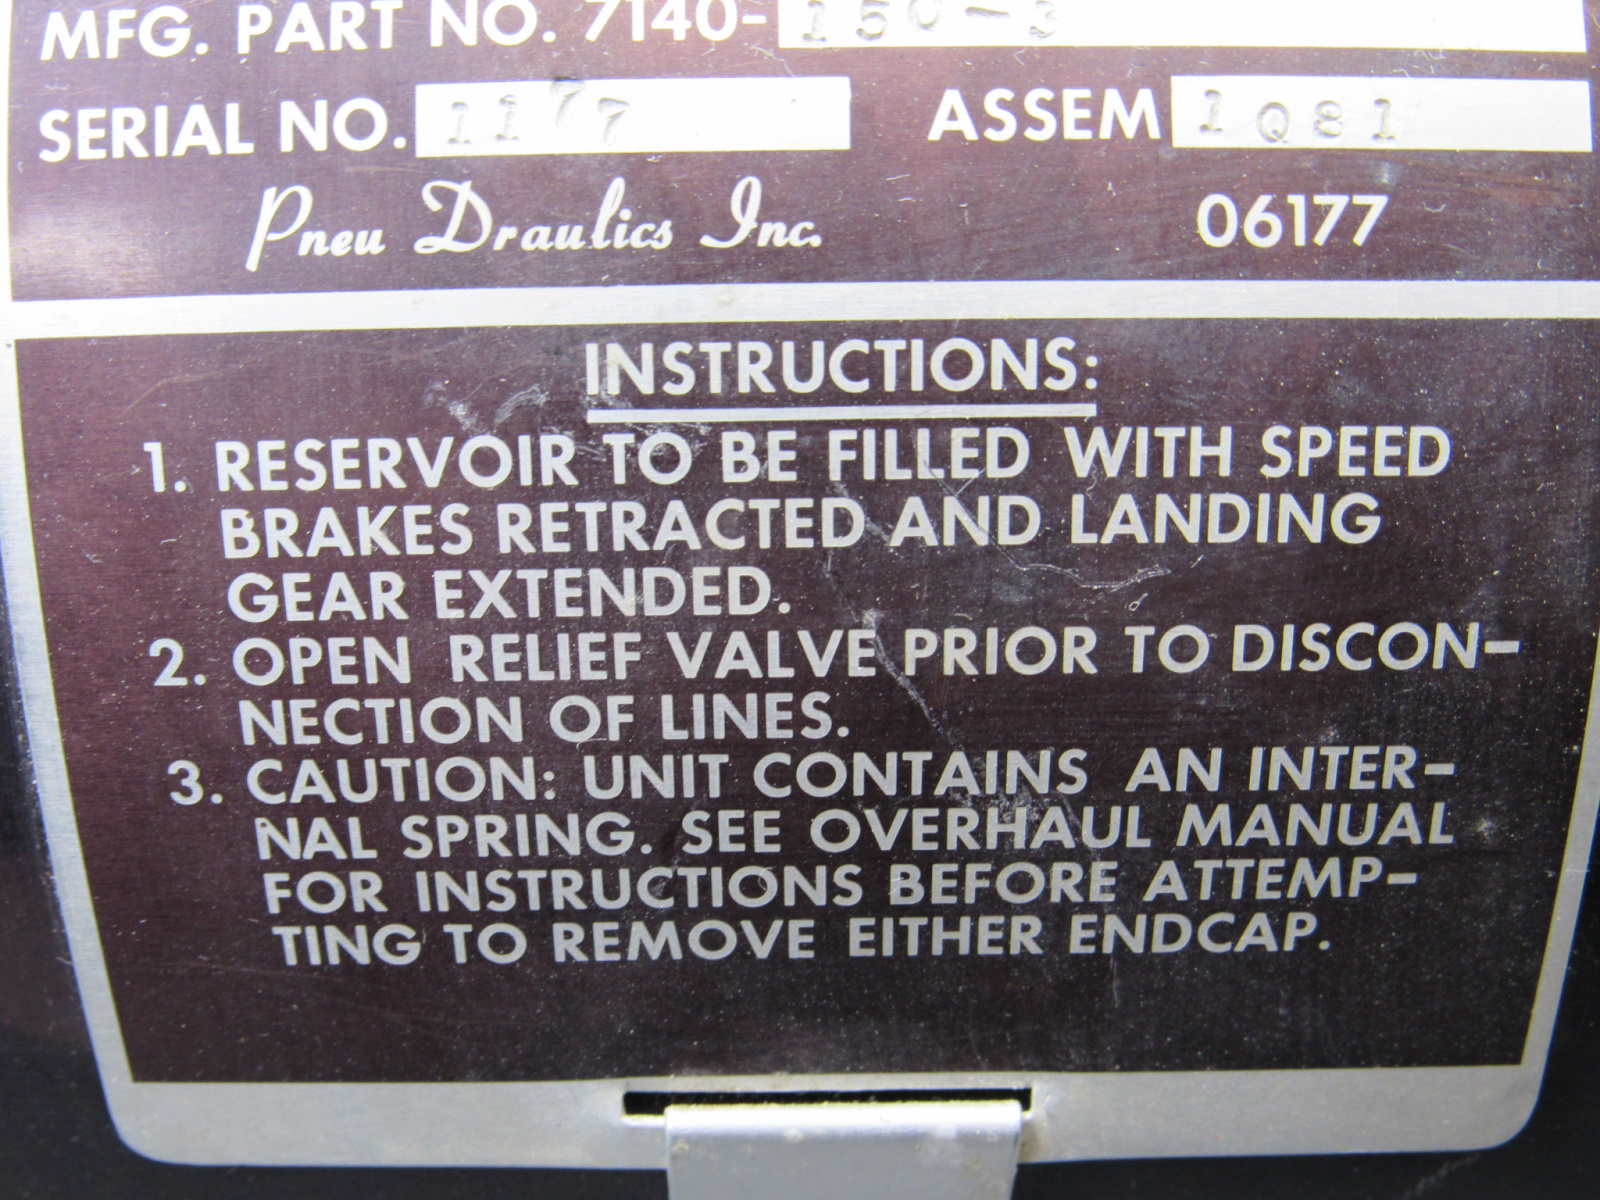 MFG. PART NO. 7140-150-3
SERIAL NO. 1177 ASSEM 1Q81
Pneu Draulics Inc. 06177
INSTRUCTIONS:
1. RESERVOIR TO BE FILLED WITH SPEED
BRAKES RETRACTED AND LANDING
GEAR EXTENDED.
2. OPEN RELIEF VALVE PRIOR TO DISCON-
NECTION OF LINES.
3. CAUTION: UNIT CONTAINS AN INTER-
NAL SPRING. SEE OVERHAUL MANUAL
FOR INSTRUCTIONS BEFORE ATTEMP-
TING TO REMOVE EITHER ENDCAP.